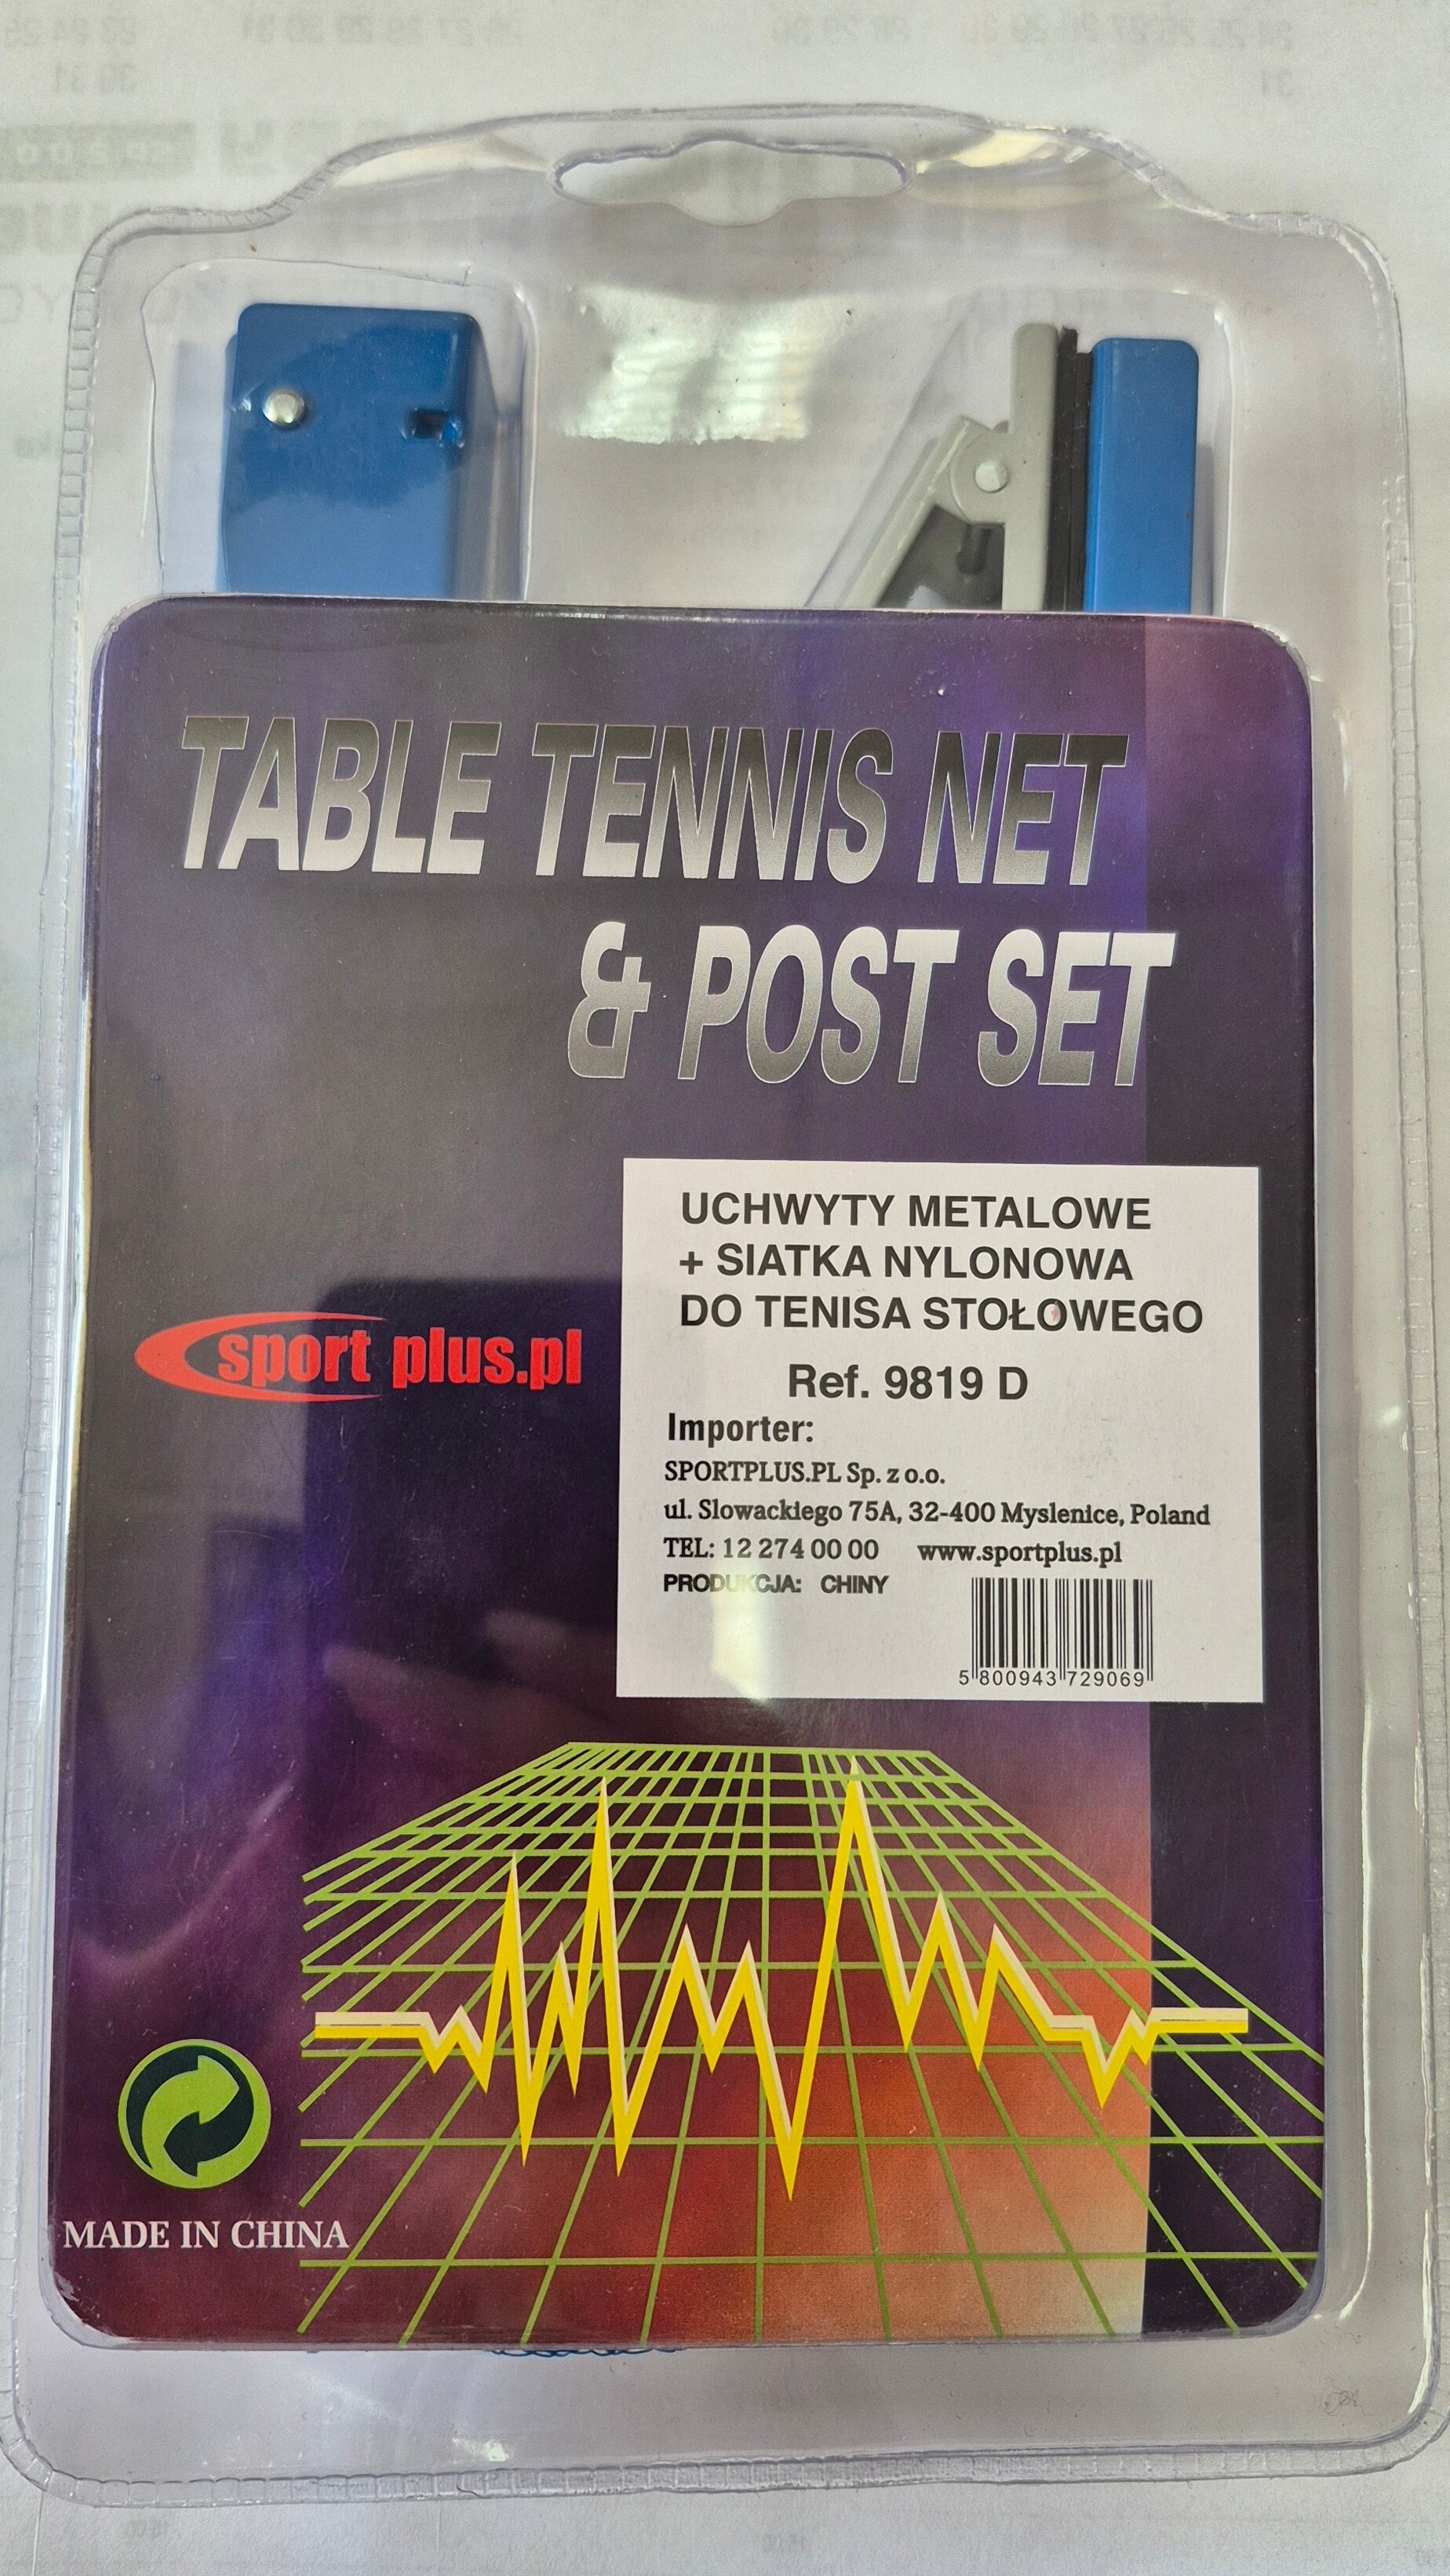 TABLE TENNIS NET
& POST SET
UCHWYTY METALOWE
+ SIATKA NYLONOWA
DO TENISA STOŁOWEGO
Ref. 9819 D
sport plus.pl
Importer:
SPORTPLUS.PL Sp. z o.o.
ul. Slowackiego 75A, 32-400 Myslenice, Poland
TEL: 12 274 00 00 www.sportplus.pl
PRODUKCJA: CHINY
5 800943 729069
MADE IN CHINA